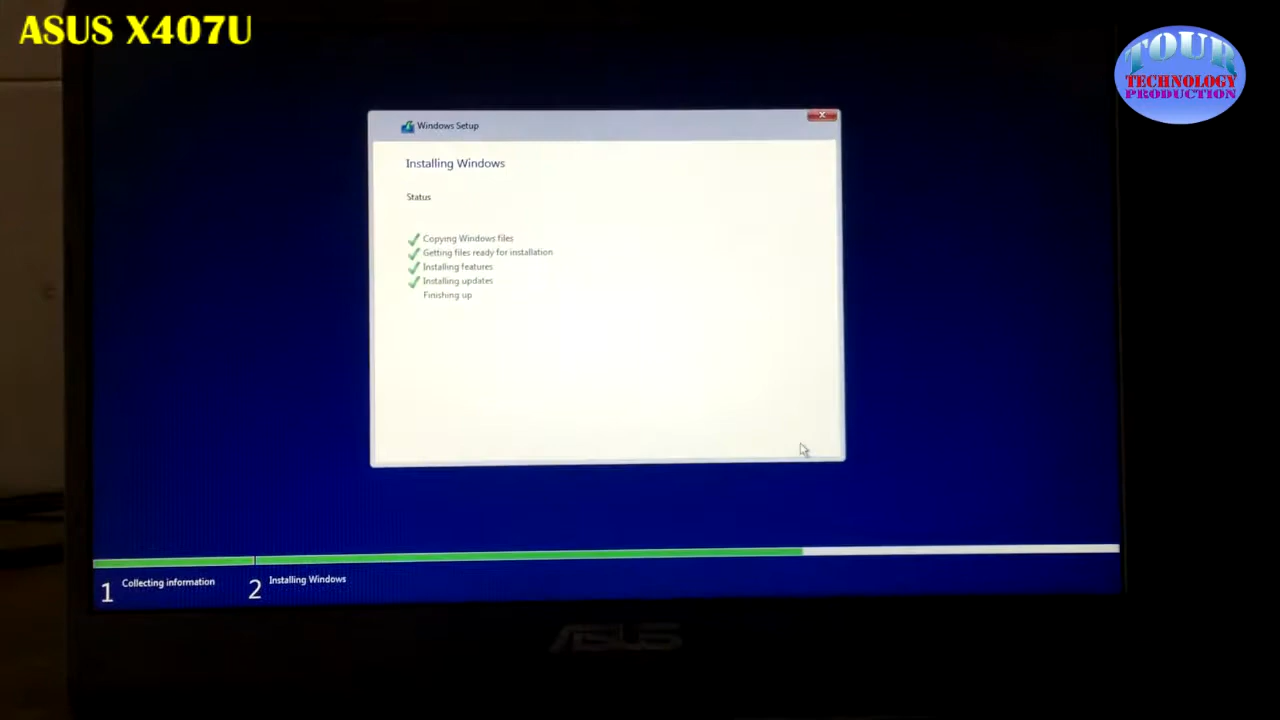 ASUS X407U
TOUR
TECHNOLOGY
PRODUCTION
Windows Setup
Installing Windows
Status
Copying Windows files
Getting files ready for installation
Installing features
Installing updates
Finishing up
1 Collecting information
2 Installing Windows
ASUS